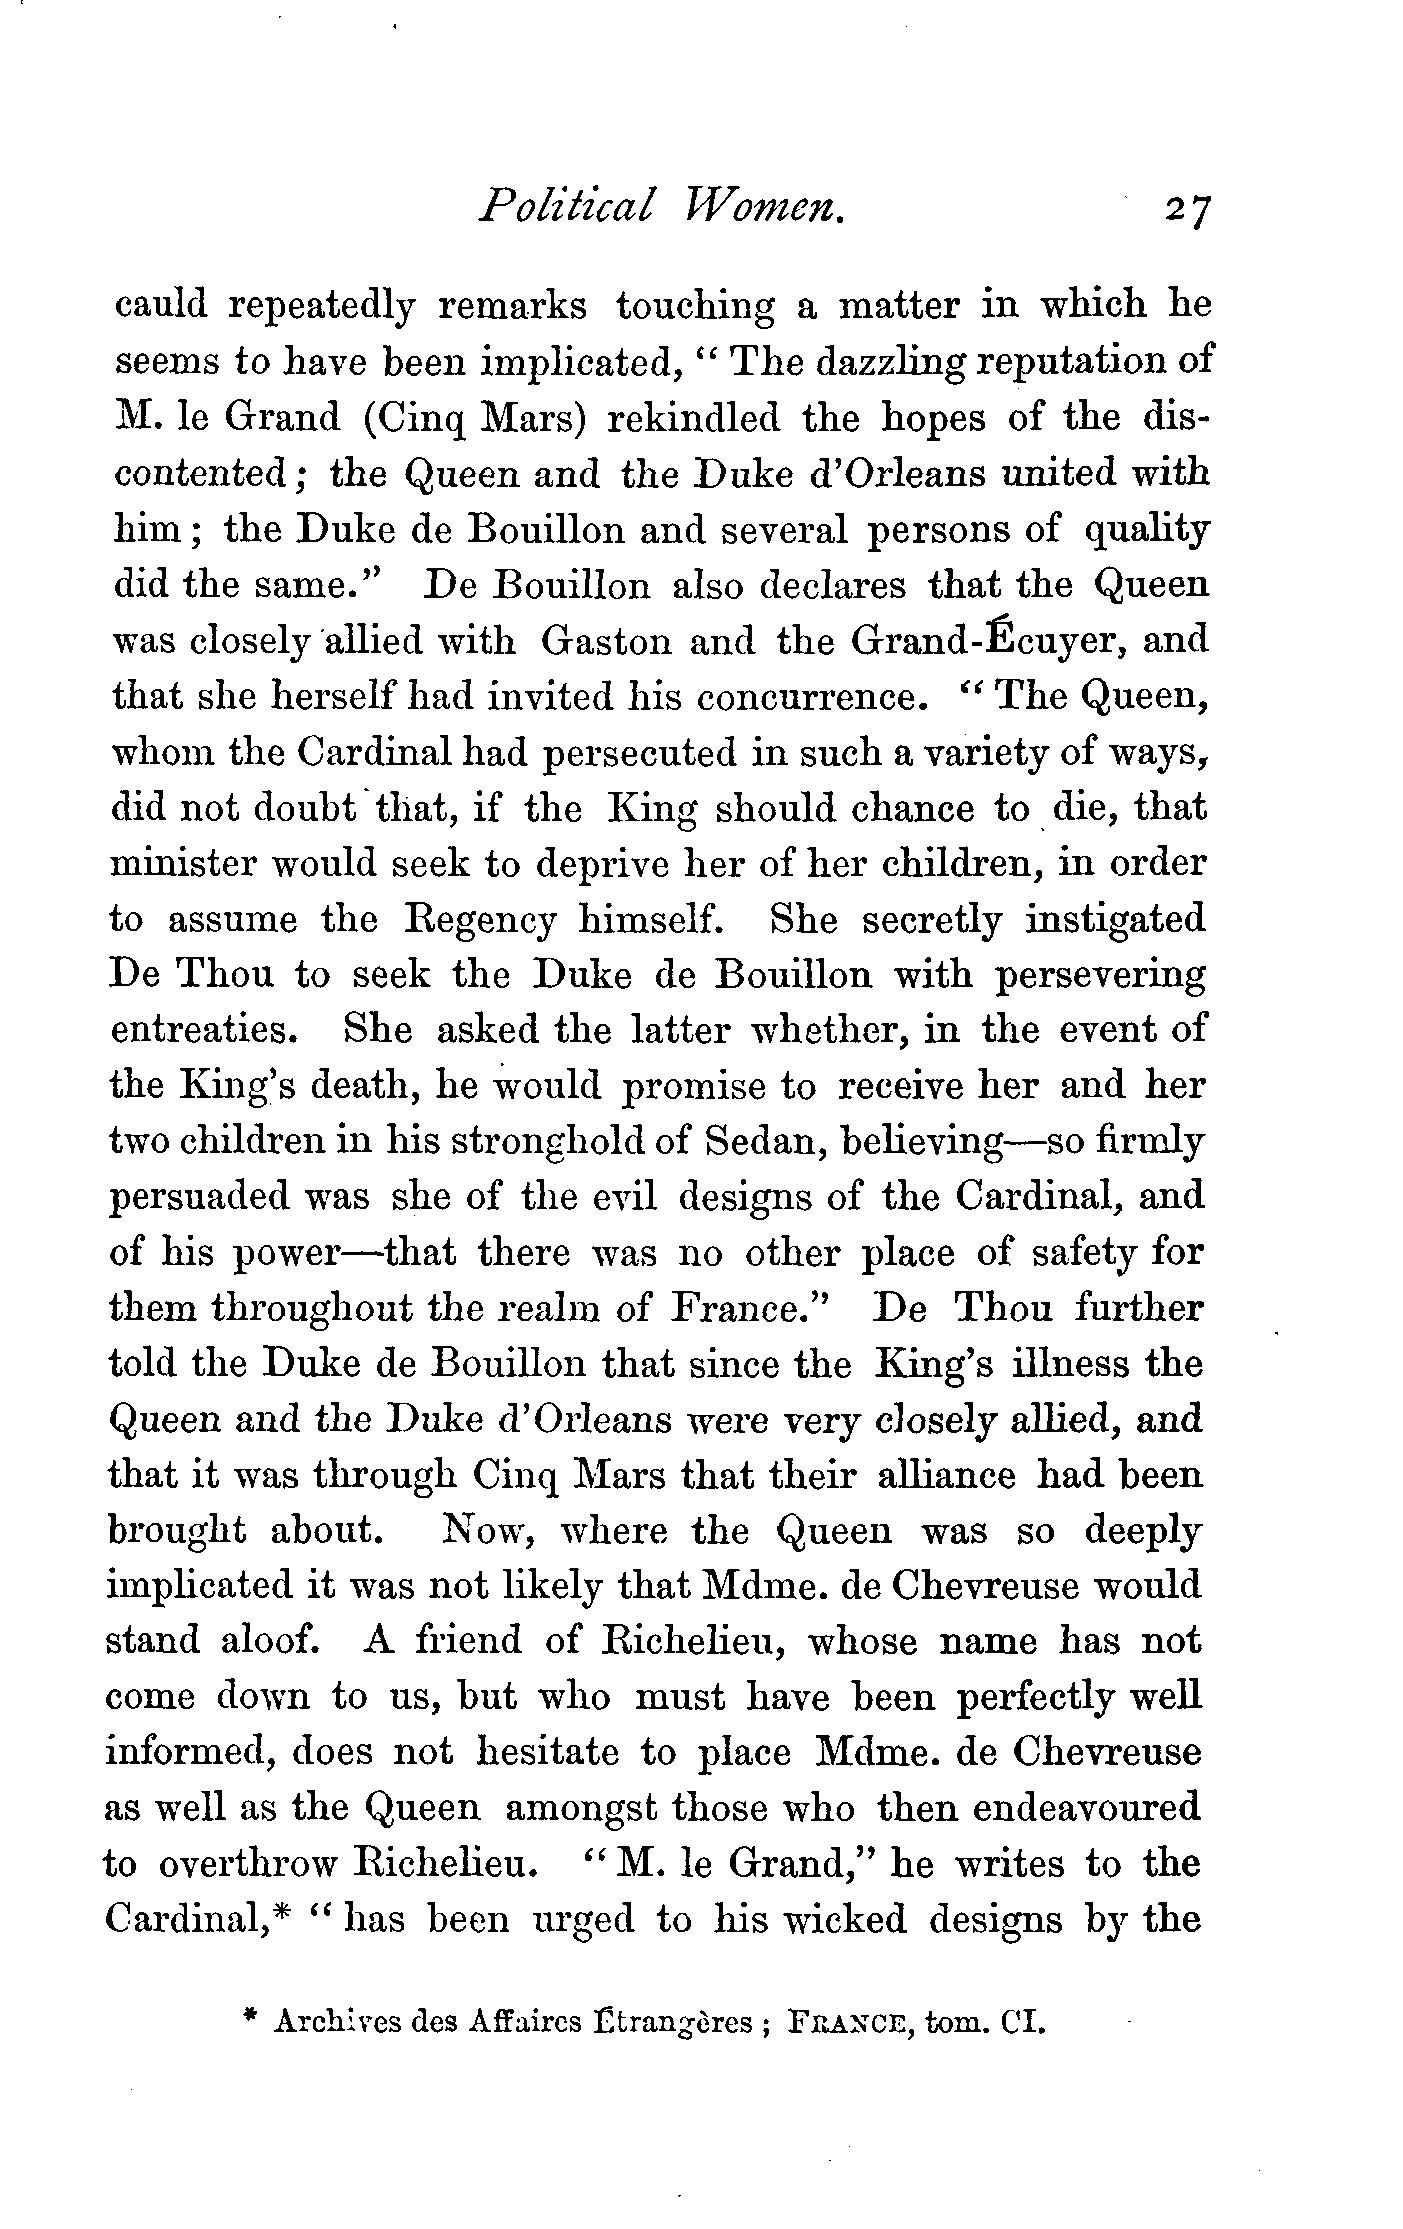 Political Women. 27
cauld repeatedly remarks touching a matter in which he
seems to have been implicated, “ The dazzling reputation of
M. le Grand (Cinq Mars) rekindled the hopes of the dis-
contented ; the Queen and the Duke d’Orleans united with
him ; the Duke de Bouillon and several persons of quality
did the same.” De Bouillon also declares that the Queen
was closely allied with Gaston and the Grand-Écuyer, and
that she herself had invited his concurrence. “ The Queen,
whom the Cardinal had persecuted in such a variety of ways,
did not doubt that, if the King should chance to die, that
minister would seek to deprive her of her children, in order
to assume the Regency himself. She secretly instigated
De Thou to seek the Duke de Bouillon with persevering
entreaties. She asked the latter whether, in the event of
the King’s death, he would promise to receive her and her
two children in his stronghold of Sedan, believing—so firmly
persuaded was she of the evil designs of the Cardinal, and
of his power—that there was no other place of safety for
them throughout the realm of France.” De Thou further
told the Duke de Bouillon that since the King’s illness the
Queen and the Duke d’Orleans were very closely allied, and
that it was through Cinq Mars that their alliance had been
brought about. Now, where the Queen was so deeply
implicated it was not likely that Mdme. de Chevreuse would
stand aloof. A friend of Richelieu, whose name has not
come down to us, but who must have been perfectly well
informed, does not hesitate to place Mdme. de Chevreuse
as well as the Queen amongst those who then endeavoured
to overthrow Richelieu. “ M. le Grand,” he writes to the
Cardinal,* “ has been urged to his wicked designs by the
* Archives des Affaires Étrangères ; FRANCE, tom. CI.